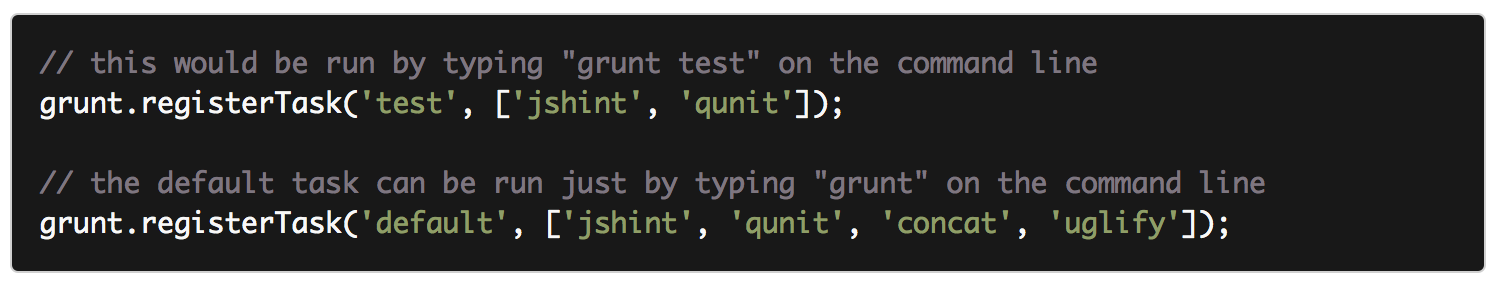 // this would be run by typing "grunt test" on the command line
grunt.registerTask('test', ['jshint', 'qunit']);
// the default task can be run just by typing "grunt" on the command line
grunt.registerTask('default', ['jshint', 'qunit', 'concat', 'uglify']);